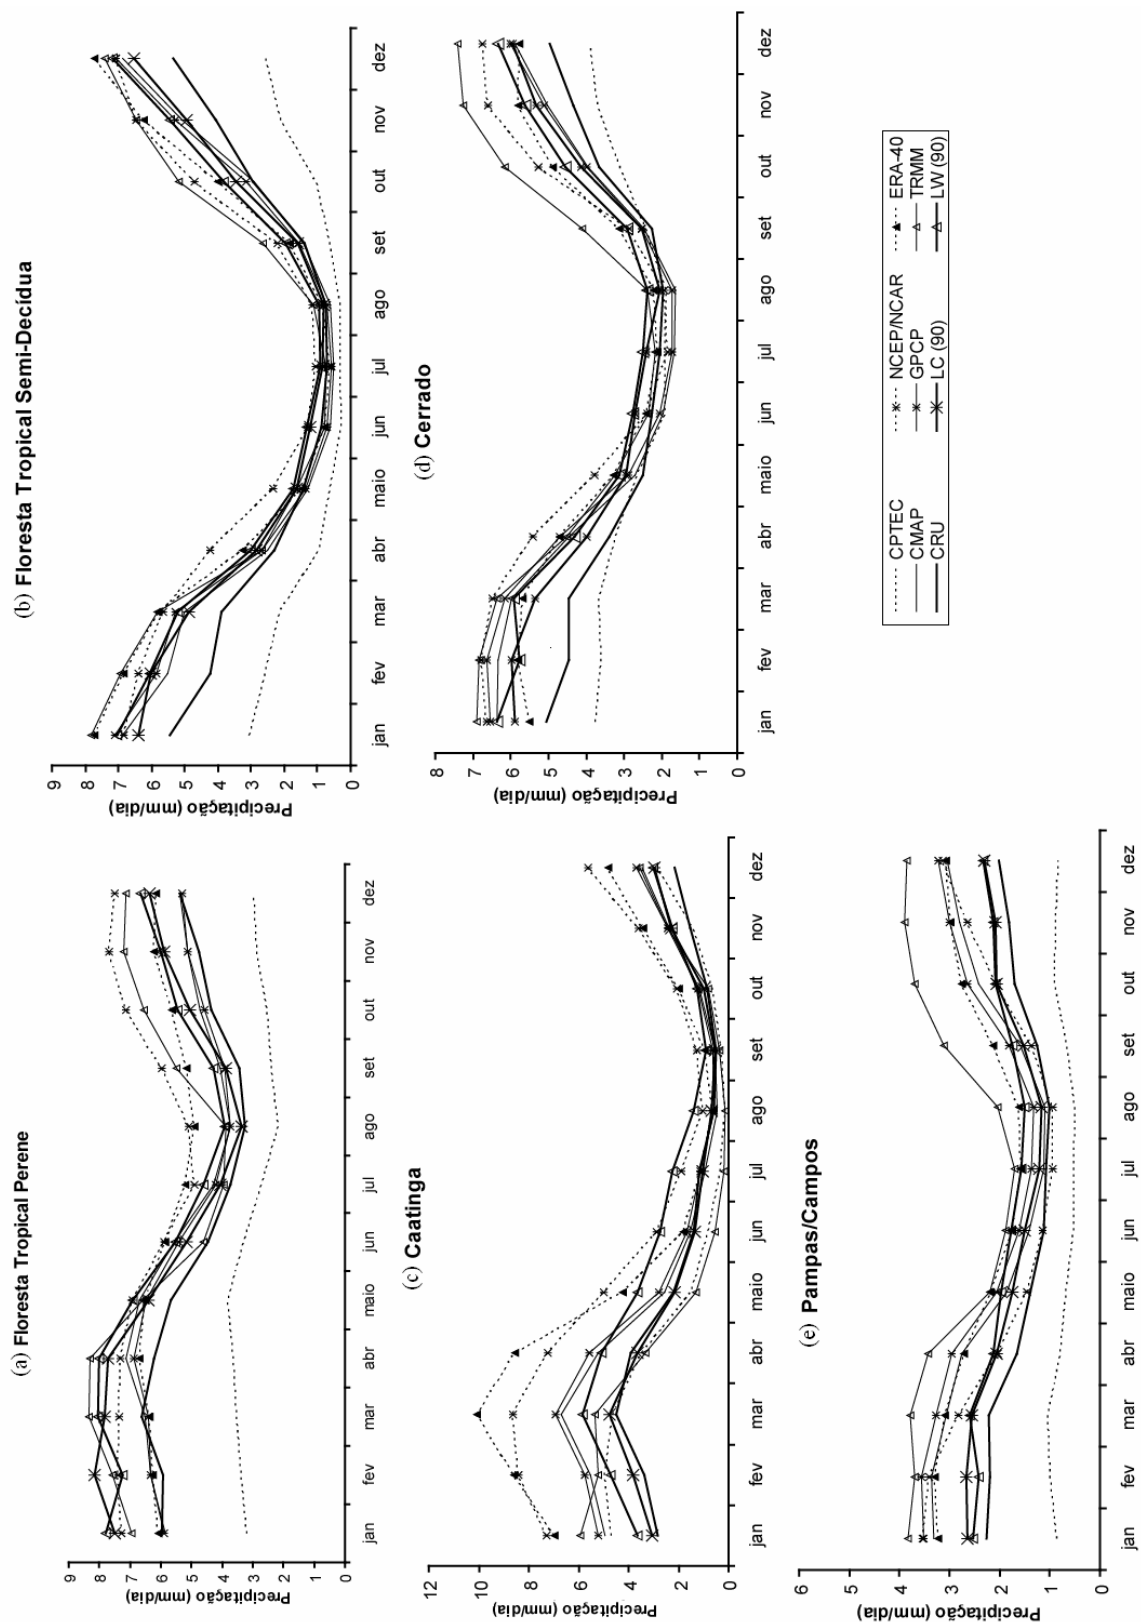 (a) Floresta Tropical Perene
Precipitação (mm/dia)
9
8
7
6
5
4
3
2
1
0
jan fev mar abr maio jun jul ago set out nov dez
(b) Floresta Tropical Semi-Decídua
Precipitação (mm/dia)
8
7
6
5
4
3
2
1
0
jan fev mar abr maio jun jul ago set out nov dez
(c) Caatinga
Precipitação (mm/dia)
12
10
8
6
4
2
0
jan fev mar abr maio jun jul ago set out nov dez
(d) Cerrado
Precipitação (mm/dia)
8
7
6
5
4
3
2
1
0
jan fev mar abr maio jun jul ago set out nov dez
(e) Pampas/Campos
Precipitação (mm/dia)
6
5
4
3
2
1
0
jan fev mar abr maio jun jul ago set out nov dez
CPTEC NCEP/NCAR ERA-40
CMAP GPCP TRMM
CRU LC (90) LW (90)